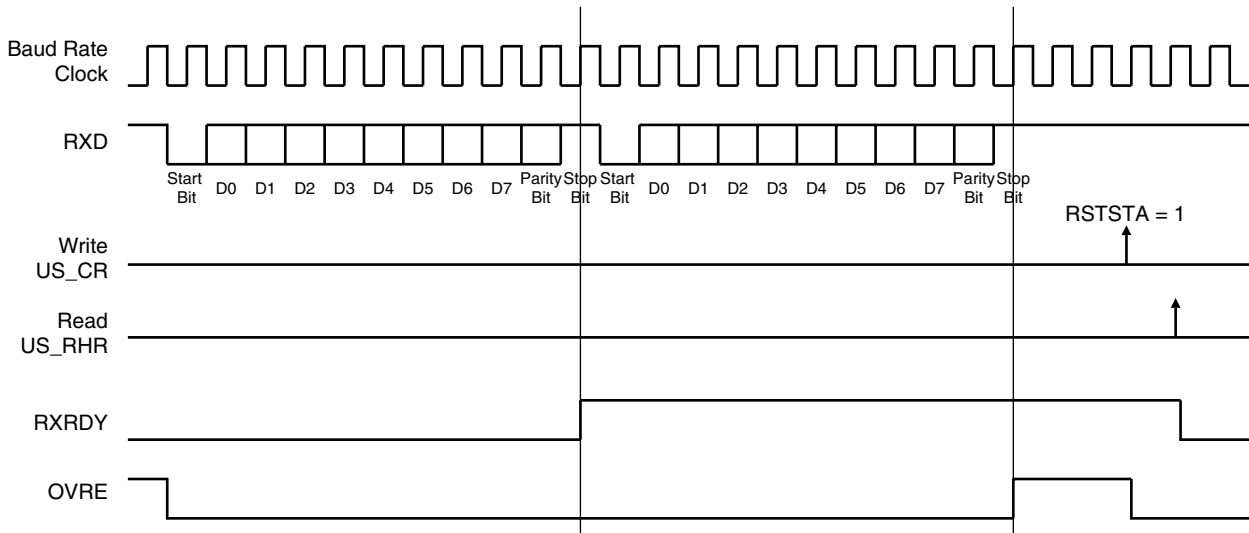 Baud Rate
Clock
RXD
Start
Bit
D0
D1
D2
D3
D4
D5
D6
D7
Parity
Bit
Stop
Bit
Start
Bit
D0
D1
D2
D3
D4
D5
D6
D7
Parity
Bit
Stop
Bit
RSTSTA = 1
Write
US_CR
Read
US_RHR
RXRDY
OVRE